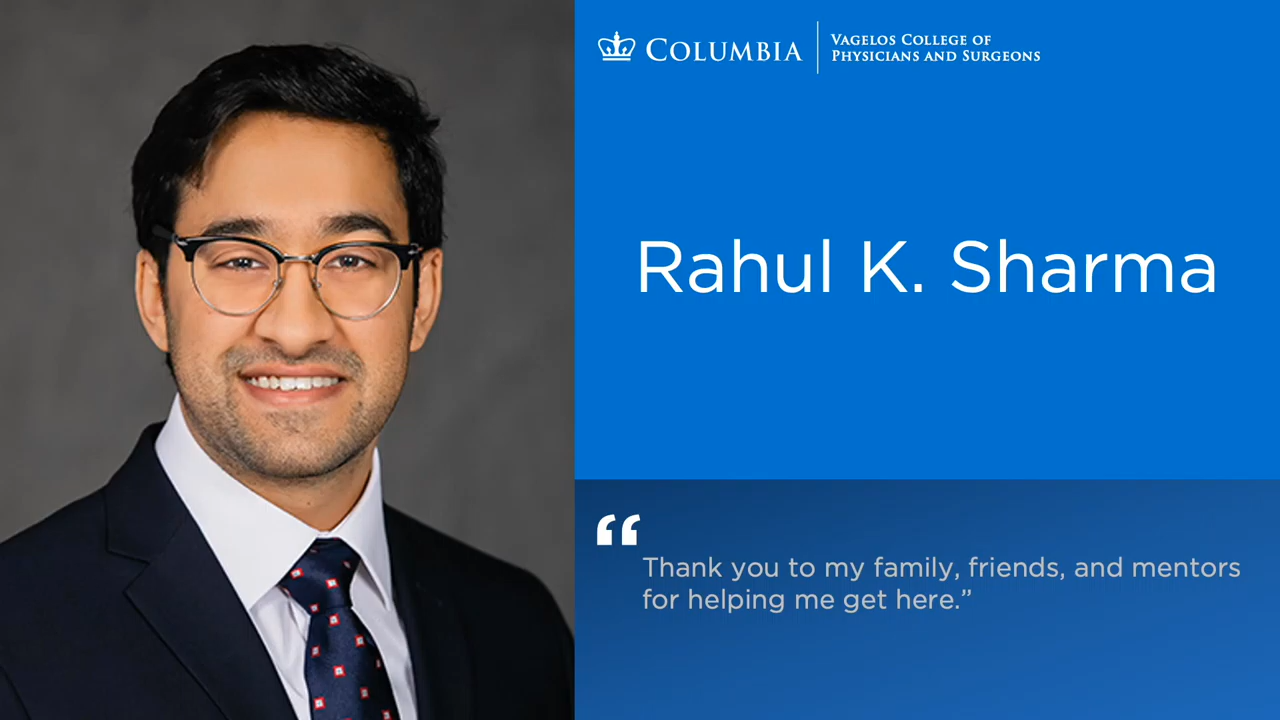 COLUMBIA
VAGELOS COLLEGE OF
PHYSICIANS AND SURGEONS
Rahul K. Sharma
“
Thank you to my family, friends, and mentors
for helping me get here.”